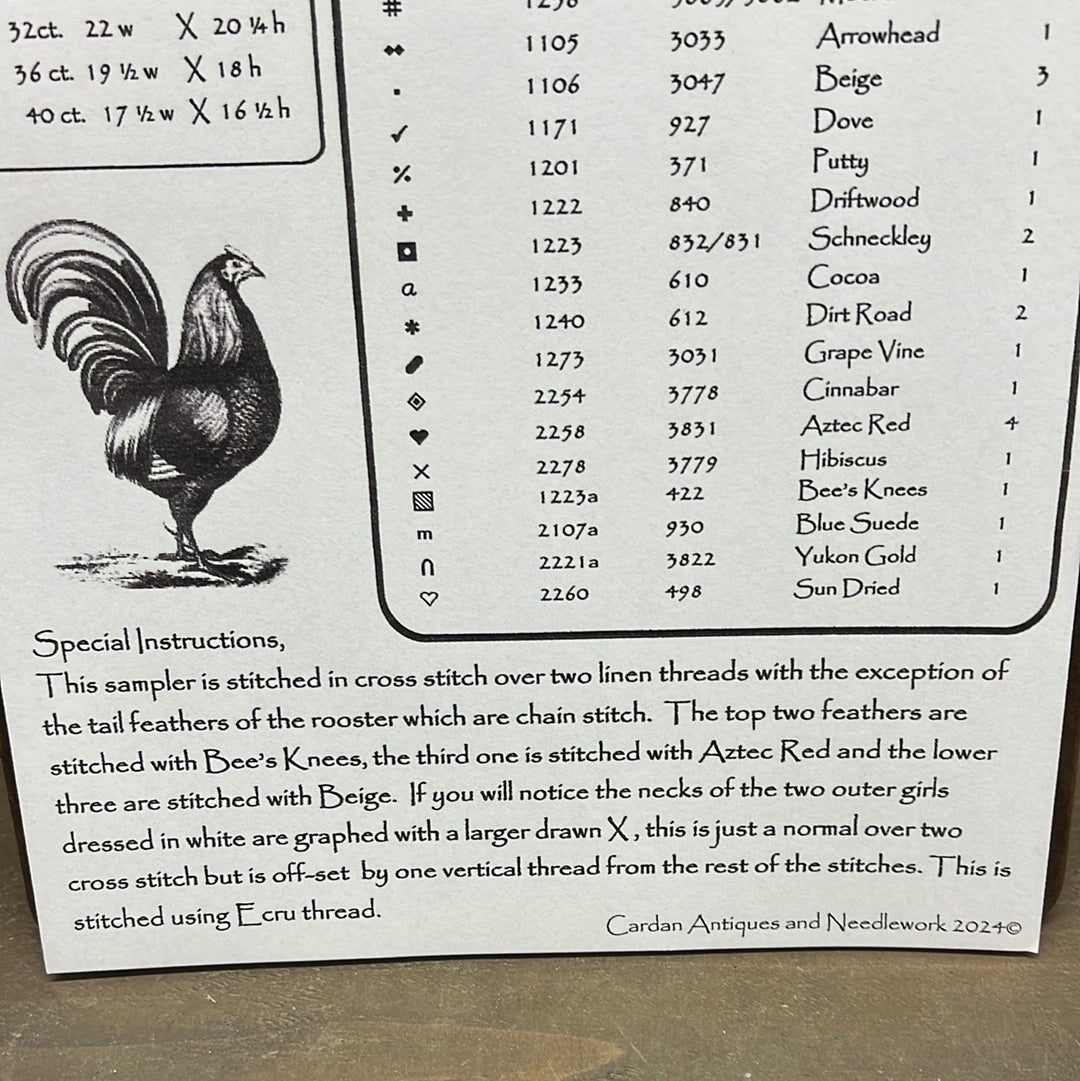 32ct. 22 w X 20 ¼ h
36 ct. 19 ½ w X 18 h
40 ct. 17 ½ w X 16 ½ h
#
1105 3033 Arrowhead 1
1106 3047 Beige 3
✓ 1171 927 Dove 1
% 1201 371 Putty 1
+ 1222 840 Driftwood 1
1223 832/831 Schneckley 2
a 1233 610 Cocoa 1
* 1240 612 Dirt Road 2
1273 3031 Grape Vine 1
2254 3778 Cinnabar 1
♥ 2258 3831 Aztec Red 4
X 2278 3779 Hibiscus 1
1223a 422 Bee's Knees 1
m 2107a 930 Blue Suede 1
∩ 2221a 3822 Yukon Gold 1
♡ 2260 498 Sun Dried 1
Special Instructions,
This sampler is stitched in cross stitch over two linen threads with the exception of
the tail feathers of the rooster which are chain stitch. The top two feathers are
stitched with Bee's Knees, the third one is stitched with Aztec Red and the lower
three are stitched with Beige. If you will notice the necks of the two outer girls
dressed in white are graphed with a larger drawn X, this is just a normal over two
cross stitch but is off-set by one vertical thread from the rest of the stitches. This is
stitched using Ecru thread.
Cardan Antiques and Needlework 2024©